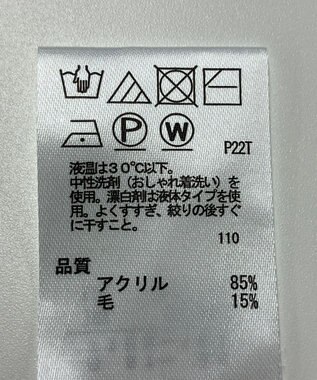 P W P22T
液温は30℃以下。
中性洗剤（おしゃれ着洗い）を
使用。漂白剤は液体タイプを使
用。よくすすぎ、絞りの後すぐ
に干すこと。
110
品質
アクリル 85%
毛 15%